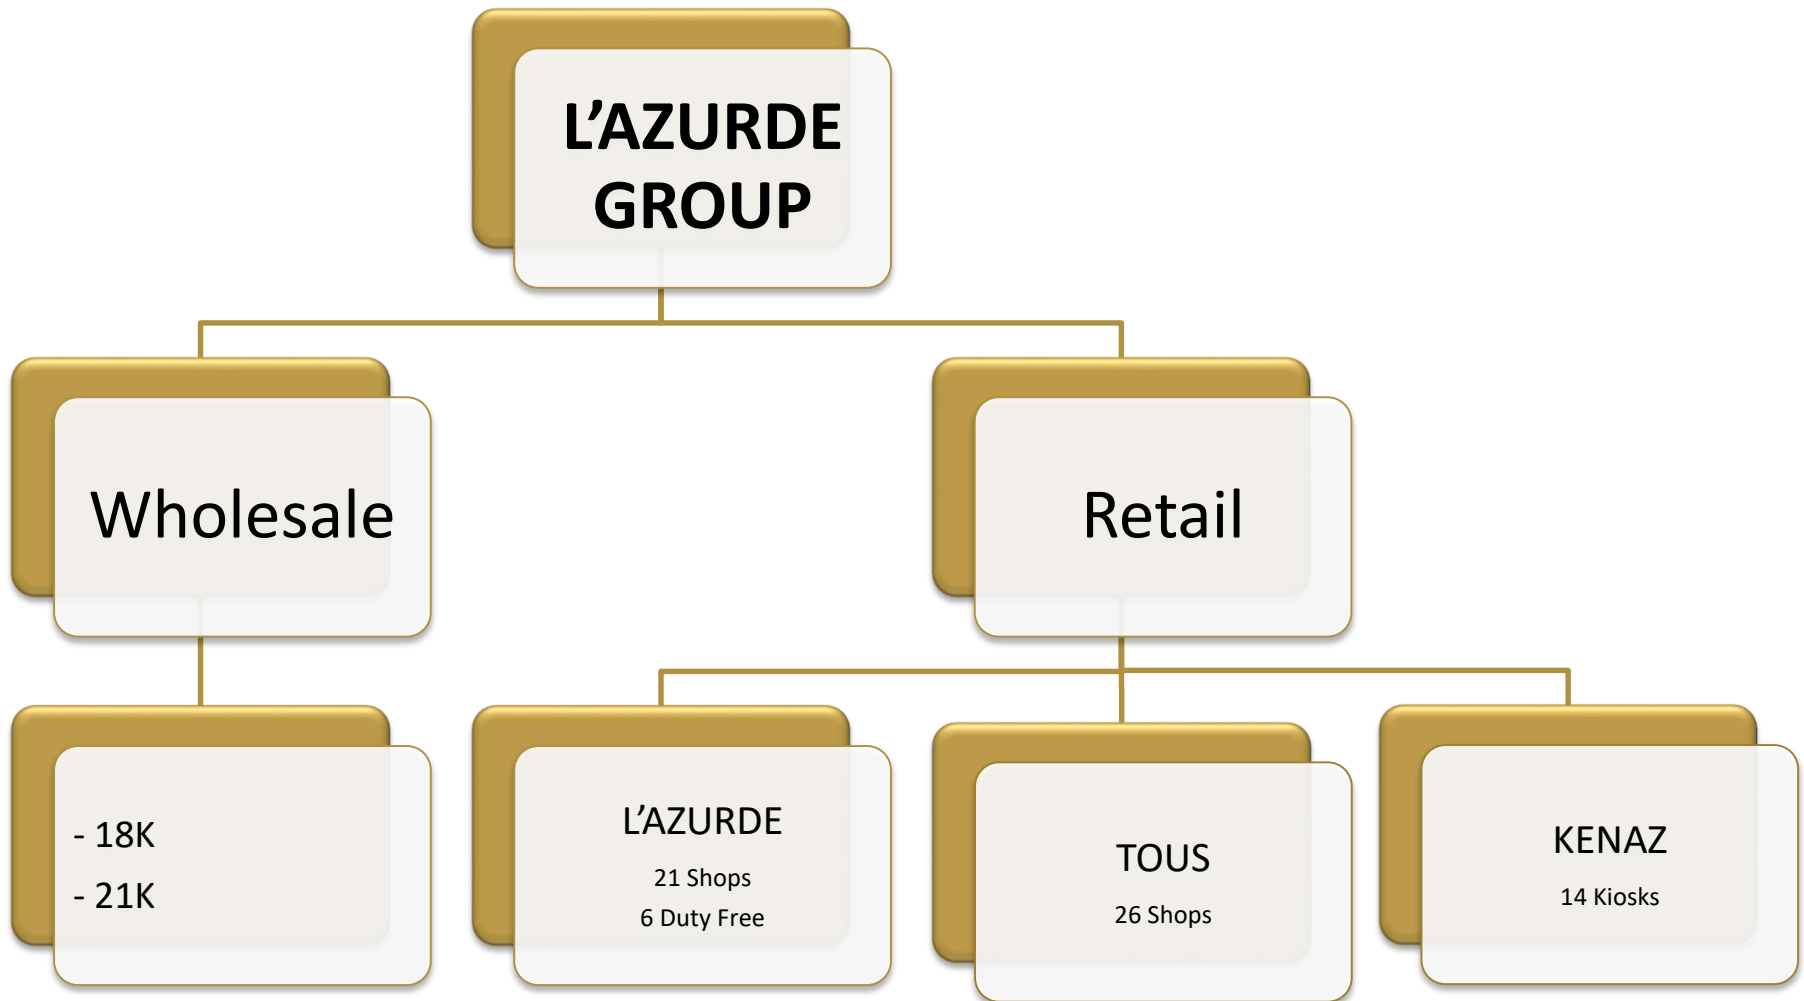 L’AZURDE
GROUP
Wholesale
Retail
- 18K
- 21K
L’AZURDE
21 Shops
6 Duty Free
TOUS
26 Shops
KENAZ
14 Kiosks